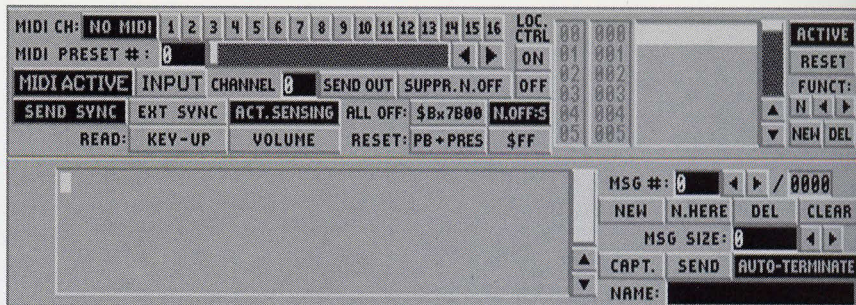 MIDI CH: NO MIDI 1 2 3 4 5 6 7 8 9 10 11 12 13 14 15 16
LOC. CTRL
MIDI PRESET #: 0
ON
MIDI ACTIVE INPUT CHANNEL 0 SEND OUT SUPPR.N.OFF OFF
SEND SYNC EXT SYNC ACT.SENSING ALL OFF: $Bx7B00 N.OFF:S
READ: KEY-UP VOLUME RESET: PB+PRES $FF
00 000
01 001
02 002
03 003
04 004
05 005
ACTIVE
RESET
FUNCT:
N
NEW DEL
MSG #: 0 / 0000
NEW N.HERE DEL CLEAR
MSG SIZE: 0
CAPT. SEND AUTO-TERMINATE
NAME: